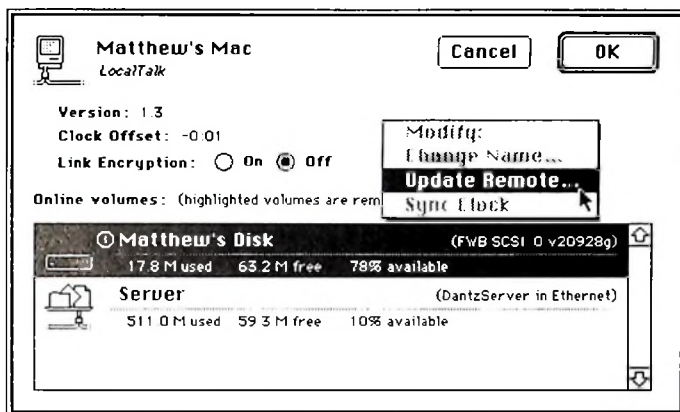 Matthew's Mac
LocalTalk
Cancel
OK
Version: 1.3
Clock Offset: -0:01
Link Encryption: On Off
Modify:
Change Name...
Update Remote...
Sync Clock
Online volumes: (highlighted volumes are rem
Matthew's Disk (FWB SCSI 0 v20928g)
17.8 M used 63.2 M free 78% available
Server (DantzServer in Ethernet)
511.0 M used 59.3 M free 10% available